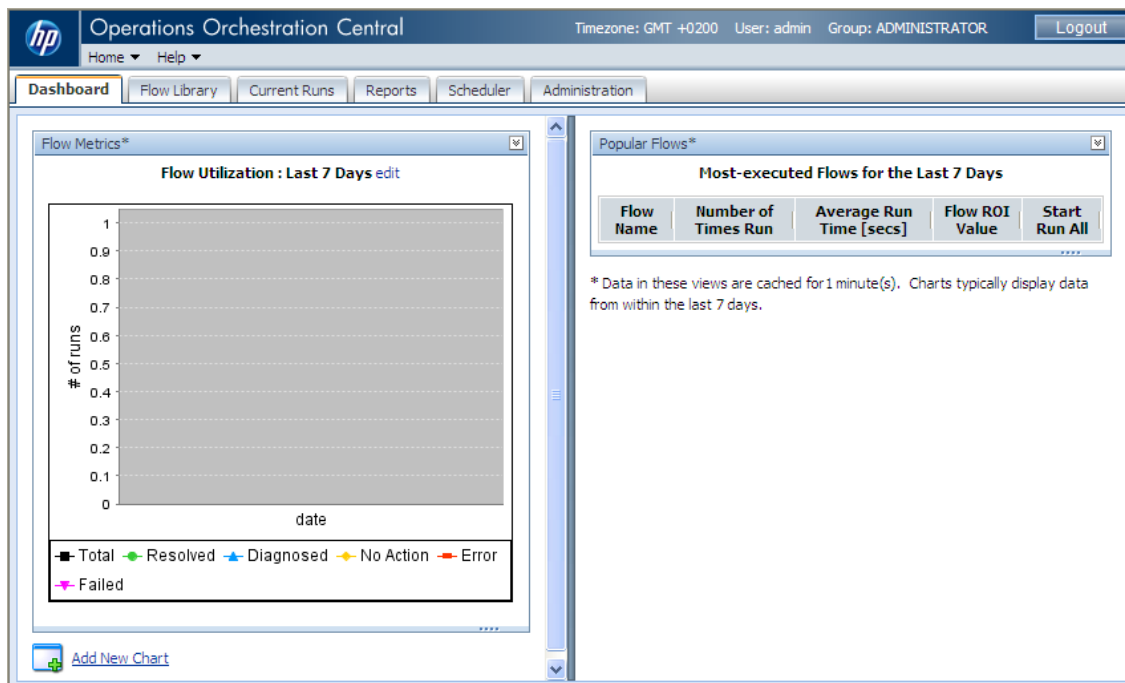 hp
Operations Orchestration Central
Timezone: GMT +0200 User: admin Group: ADMINISTRATOR
Logout
Home Help
Dashboard
Flow Library
Current Runs
Reports
Scheduler
Administration
Flow Metrics*
Flow Utilization : Last 7 Days edit
1
0.9
0.8
0.7
0.6
0.5
0.4
0.3
0.2
0.1
0
# of runs
date
Total Resolved Diagnosed No Action Error
Failed
Add New Chart
Popular Flows*
Most-executed Flows for the Last 7 Days
Flow Name
Number of Times Run
Average Run Time [secs]
Flow ROI Value
Start Run All
* Data in these views are cached for 1 minute(s). Charts typically display data
from within the last 7 days.